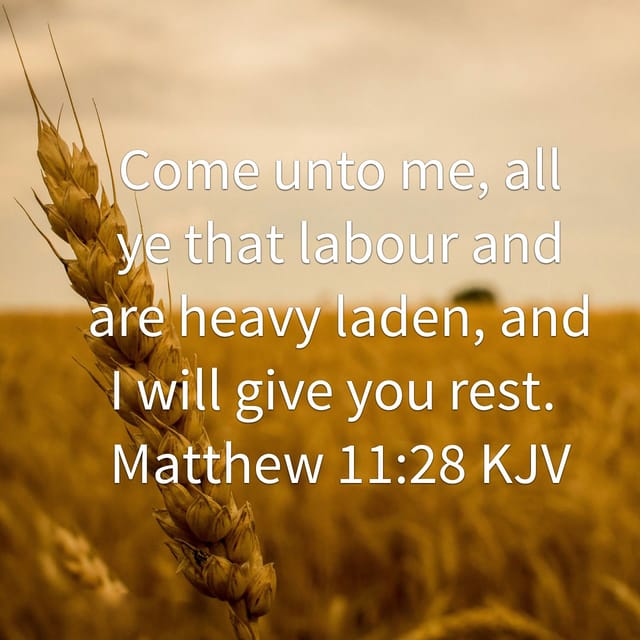 Come unto me, all
ye that labour and
are heavy laden, and
I will give you rest.
Matthew 11:28 KJV